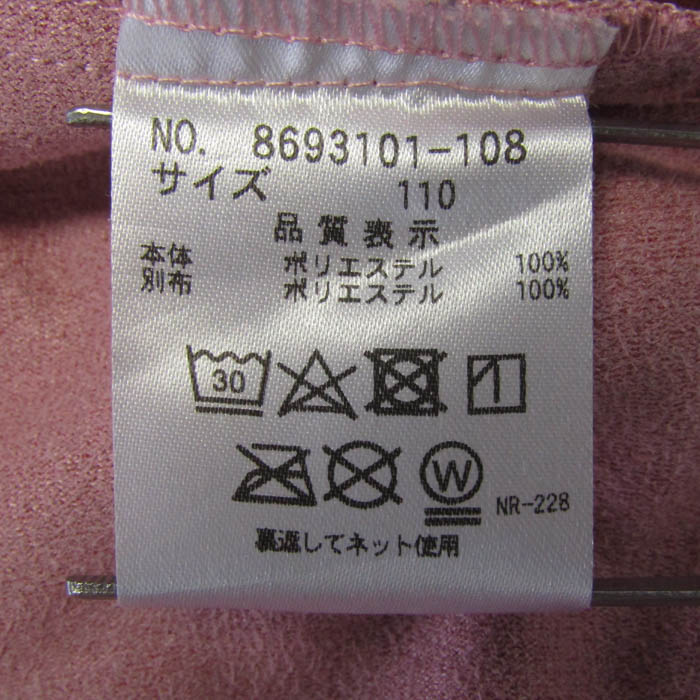 NO. 8693101-108
サイズ 110
品質表示
本体 ポリエステル 100%
別布 ポリエステル 100%
30
W
NR-228
裏返してネット使用